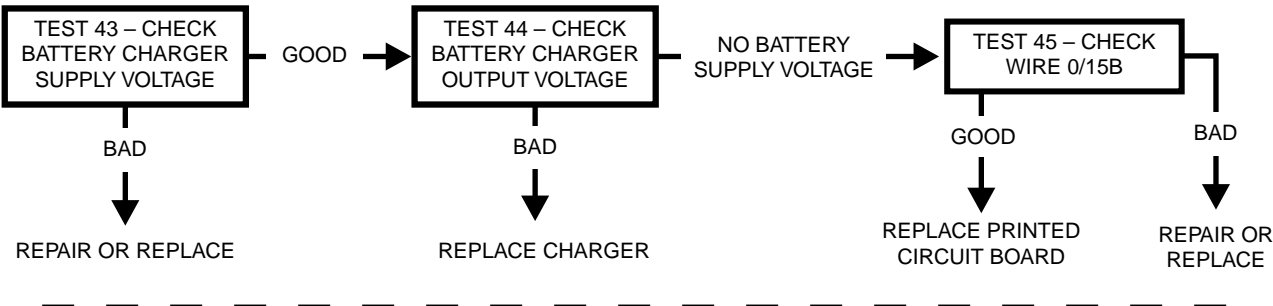 TEST 43 – CHECK
BATTERY CHARGER
SUPPLY VOLTAGE
GOOD
TEST 44 – CHECK
BATTERY CHARGER
OUTPUT VOLTAGE
NO BATTERY
SUPPLY VOLTAGE
TEST 45 – CHECK
WIRE 0/15B
BAD
BAD
GOOD
BAD
REPAIR OR REPLACE
REPLACE CHARGER
REPLACE PRINTED
CIRCUIT BOARD
REPAIR OR
REPLACE